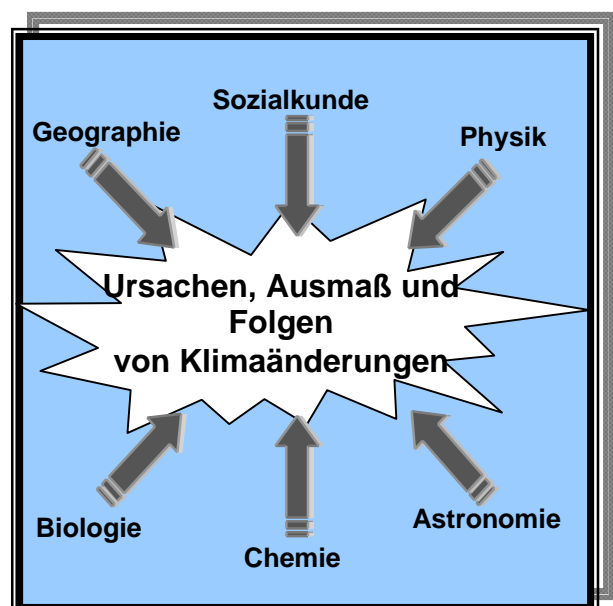 Sozialkunde
Geographie
Physik
Ursachen, Ausmaß und
Folgen
von Klimaänderungen
Biologie
Chemie
Astronomie